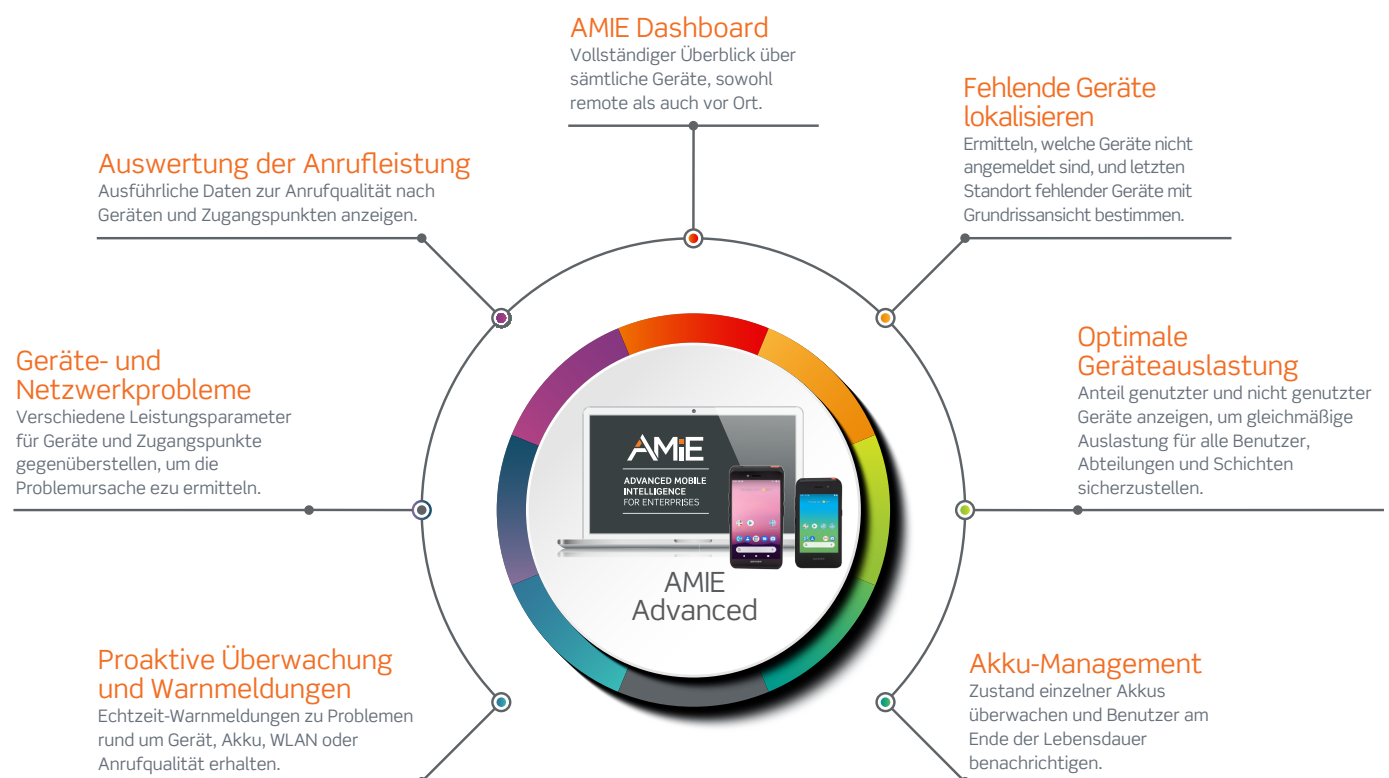 AMIE Dashboard
Vollständiger Überblick über
sämtliche Geräte, sowohl
remote als auch vor Ort.
Fehlende Geräte
lokalisieren
Ermitteln, welche Geräte nicht
angemeldet sind, und letzten
Standort fehlender Geräte mit
Grundrissansicht bestimmen.
Auswertung der Anrufleistung
Ausführliche Daten zur Anrufqualität nach
Geräten und Zugangspunkten anzeigen.
Optimale
Geräteauslastung
Anteil genutzter und nicht genutzter
Geräte anzeigen, um gleichmäßige
Auslastung für alle Benutzer,
Abteilungen und Schichten
sicherzustellen.
Geräte- und
Netzwerkprobleme
Verschiedene Leistungsparameter
für Geräte und Zugangspunkte
gegenüberstellen, um die
Problemursache ezu ermitteln.
AMiE
ADVANCED MOBILE
INTELLIGENCE
FOR ENTERPRISES
AMIE
Advanced
Proaktive Überwachung
und Warnmeldungen
Echtzeit-Warnmeldungen zu Problemen
rund um Gerät, Akku, WLAN oder
Anrufqualität erhalten.
Akku-Management
Zustand einzelner Akkus
überwachen und Benutzer am
Ende der Lebensdauer
benachrichtigen.